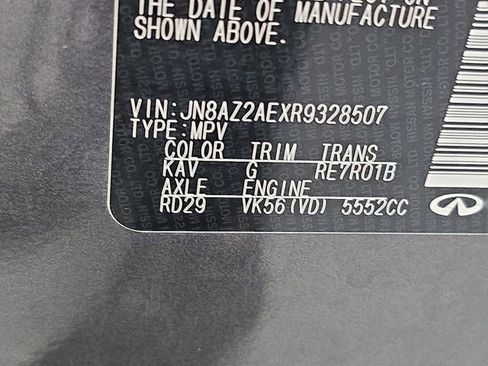 THE DATE OF MANUFACTURE
SHOWN ABOVE.
VIN: JN8AZ2AEXR9328507
TYPE: MPV
COLOR TRIM TRANS
KAV G RE7R01B
AXLE ENGINE
RD29 VK56(VD) 5552CC